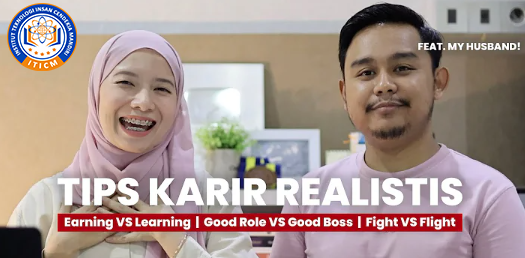 INSTITUT TEKNOLOGI INSAN CENDEKIA MANDIRI
ITICM
FEAT. MY HUSBAND!
TIPS KARIR REALISTIS
Earning VS Learning | Good Role VS Good Boss | Fight VS Flight